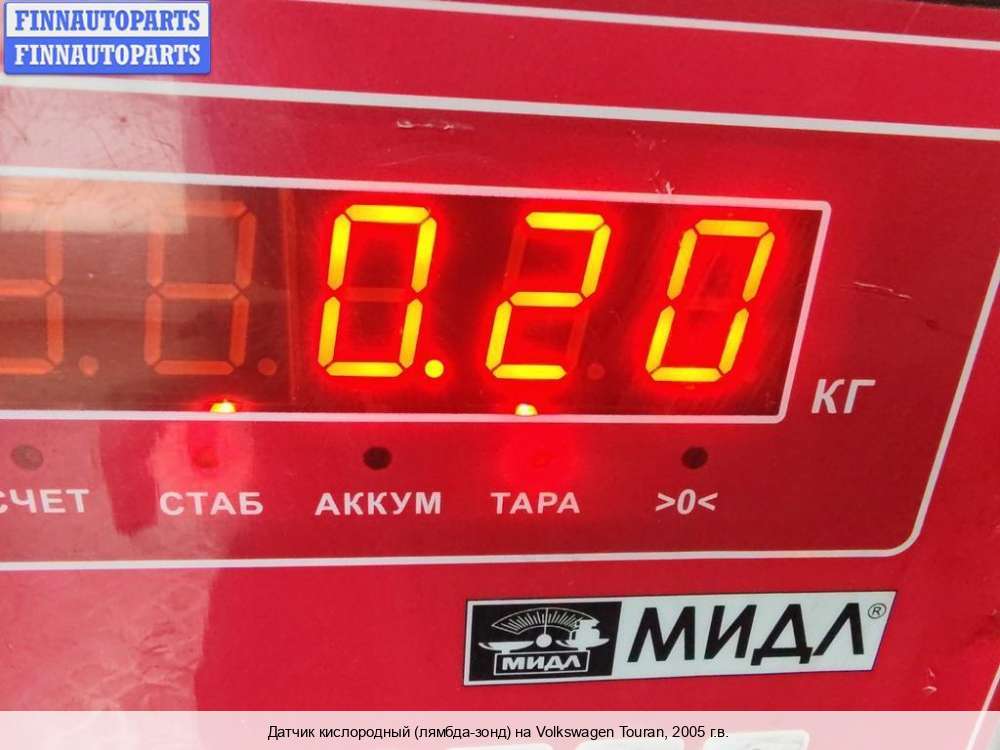 FINNAUTOPARTS
FINNAUTOPARTS
0.20
КГ
СЧЕТ СТАБ АККУМ ТАРА >0<
МИДЛ МИДЛ®
Датчик кислородный (лямбда-зонд) на Volkswagen Touran, 2005 г.в.